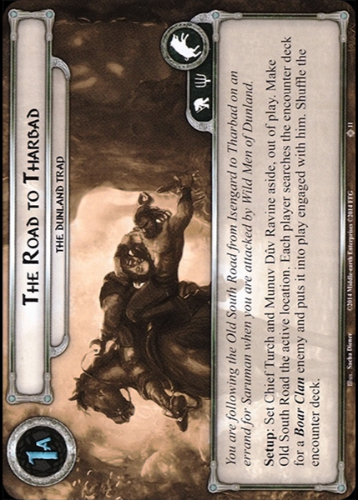 1A
THE ROAD TO THARBAD
THE DUNLAND TRAP
You are following the Old South Road from Isengard to Tharbad on an
errand for Saruman when you are attacked by Wild Men of Dunland.
Setup: Set Chief Turch and Munuv Dûv Ravine aside, out of play. Make
Old South Road the active location. Each player searches the encounter deck
for a Boar Clan enemy and puts it into play engaged with him. Shuffle the
encounter deck.
Illus. Sacha Diener ©2014 Middle-earth Enterprises ©2014 FFG 11